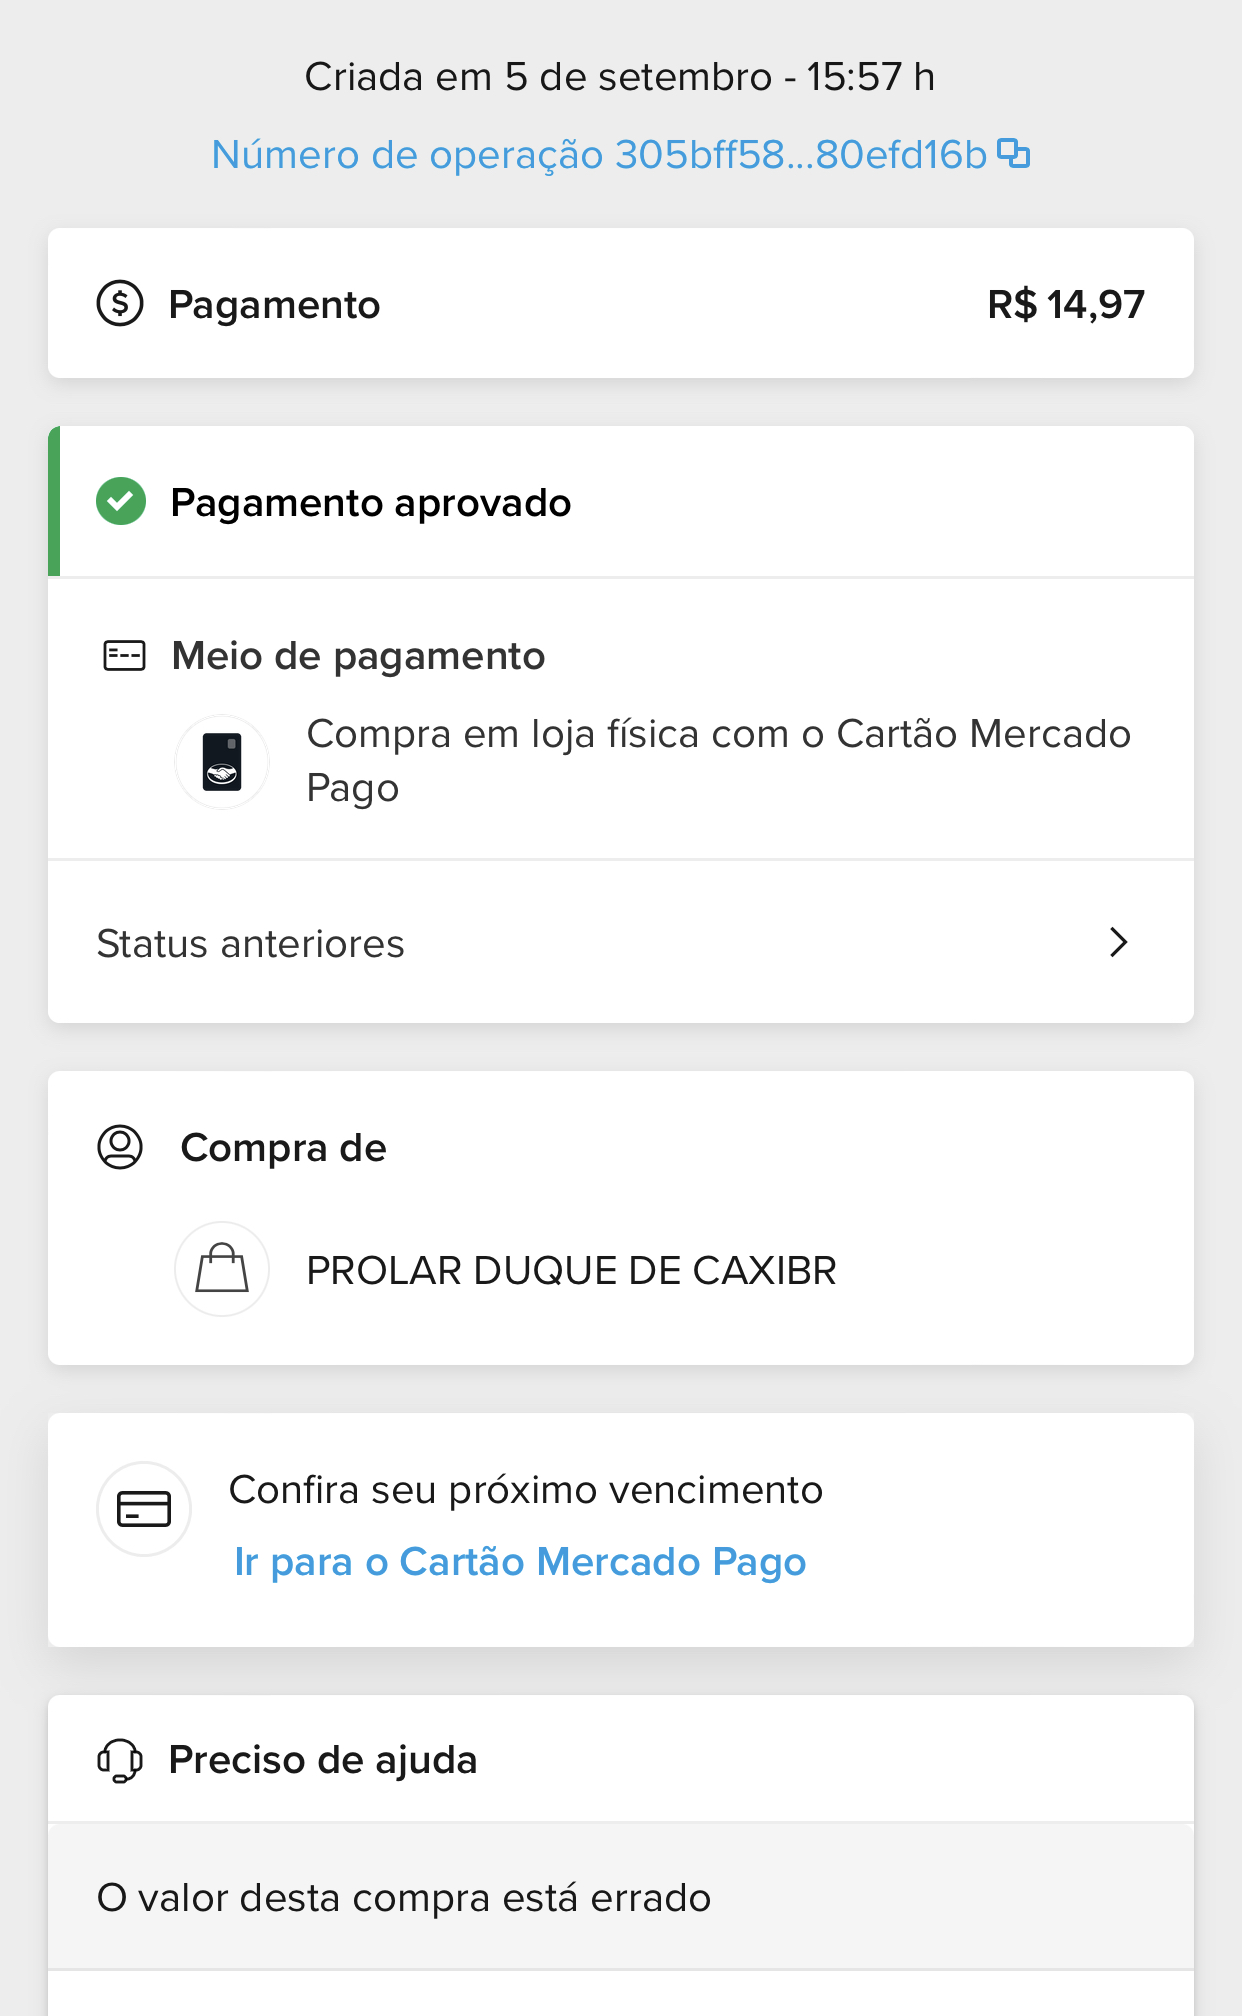 Criada em 5 de setembro - 15:57 h
Número de operação 305bff58...80efd16b
Pagamento
R$ 14,97
Pagamento aprovado
Meio de pagamento
Compra em loja física com o Cartão Mercado
Pago
Status anteriores
Compra de
PROLAR DUQUE DE CAXIBR
Confira seu próximo vencimento
Ir para o Cartão Mercado Pago
Preciso de ajuda
O valor desta compra está errado